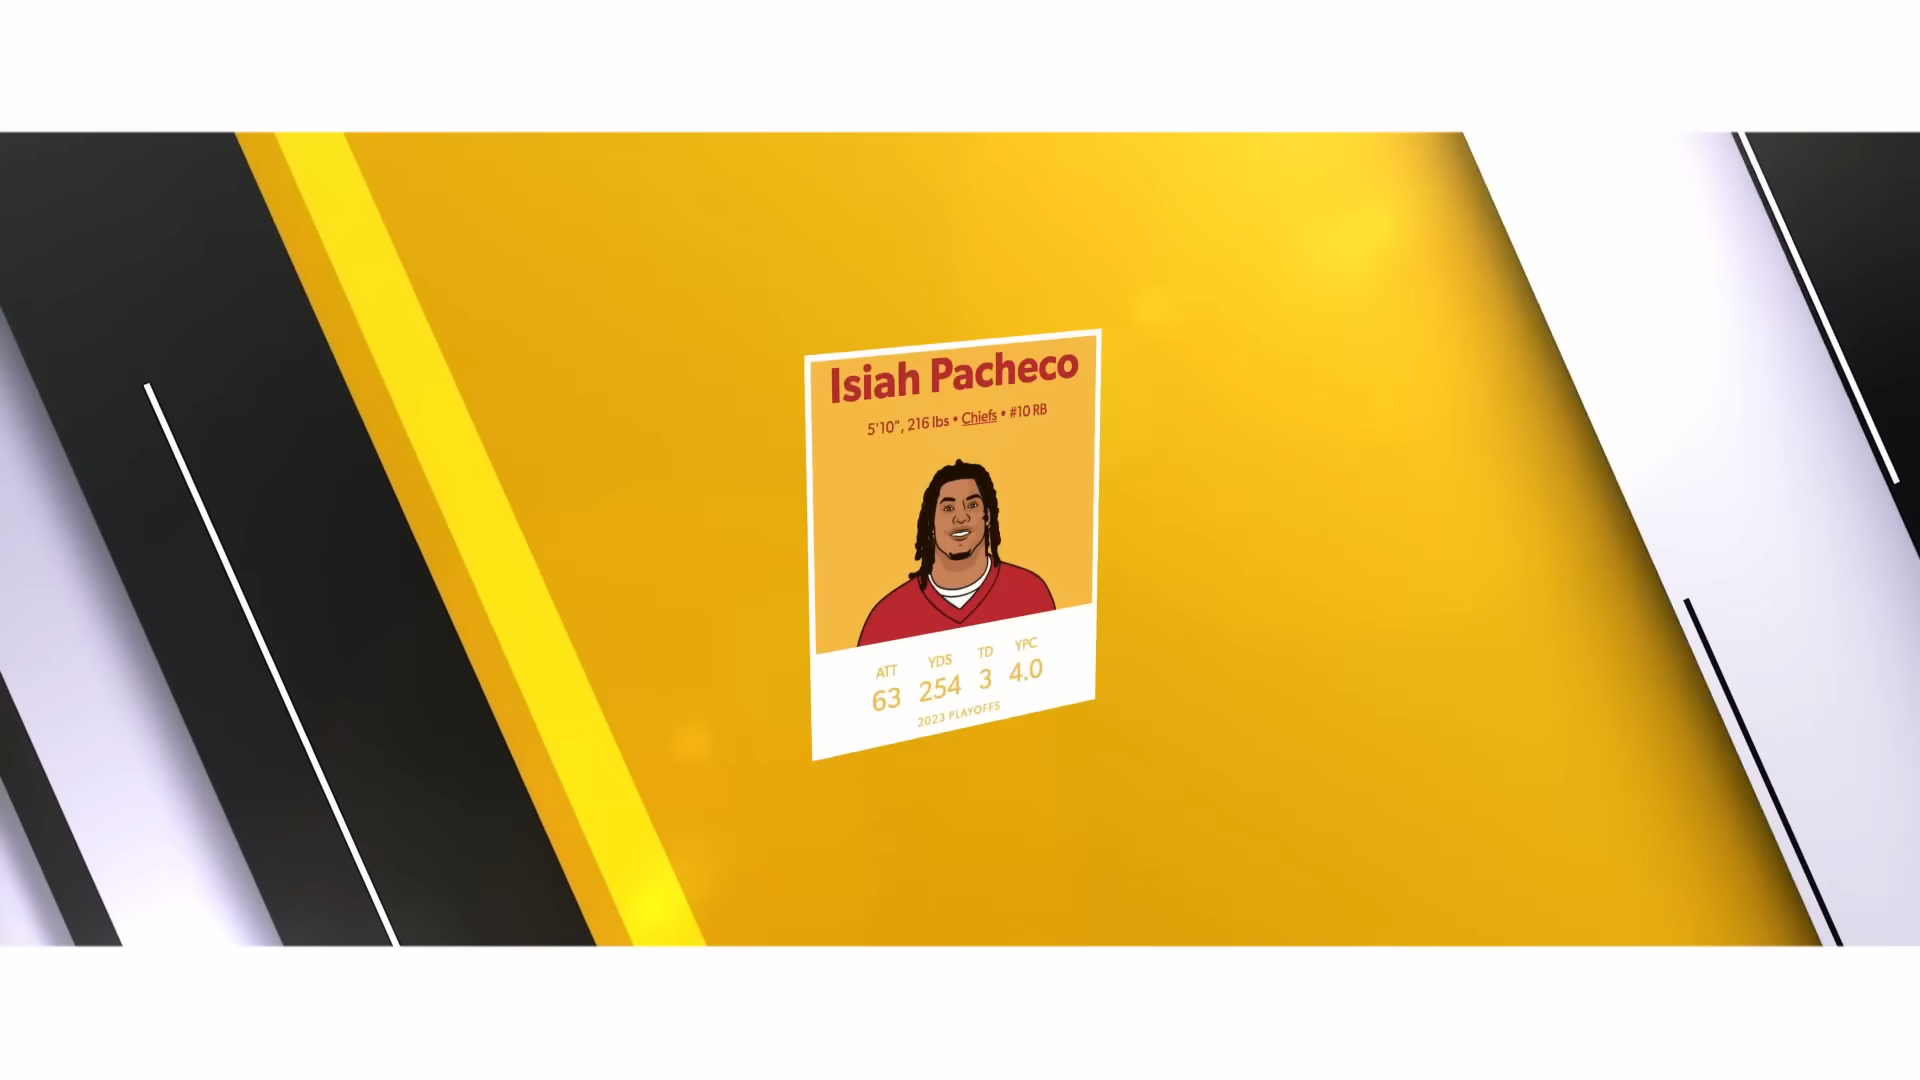 Isiah Pacheco
5'10", 216 lbs • Chiefs • #10 RB
ATT YDS TD YPC
63 254 3 4.0
2023 PLAYOFFS